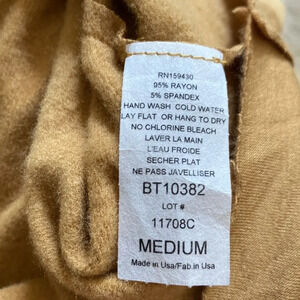 RN159430
95% RAYON
5% SPANDEX
HAND WASH COLD WATER
LAY FLAT OR HANG TO DRY
NO CHLORINE BLEACH
LAVER LA MAIN
L'EAU FROIDE
SECHER PLAT
NE PASS JAVELLISER
BT10382
LOT #
11708C
MEDIUM
Made in Usa/Fab.in Usa